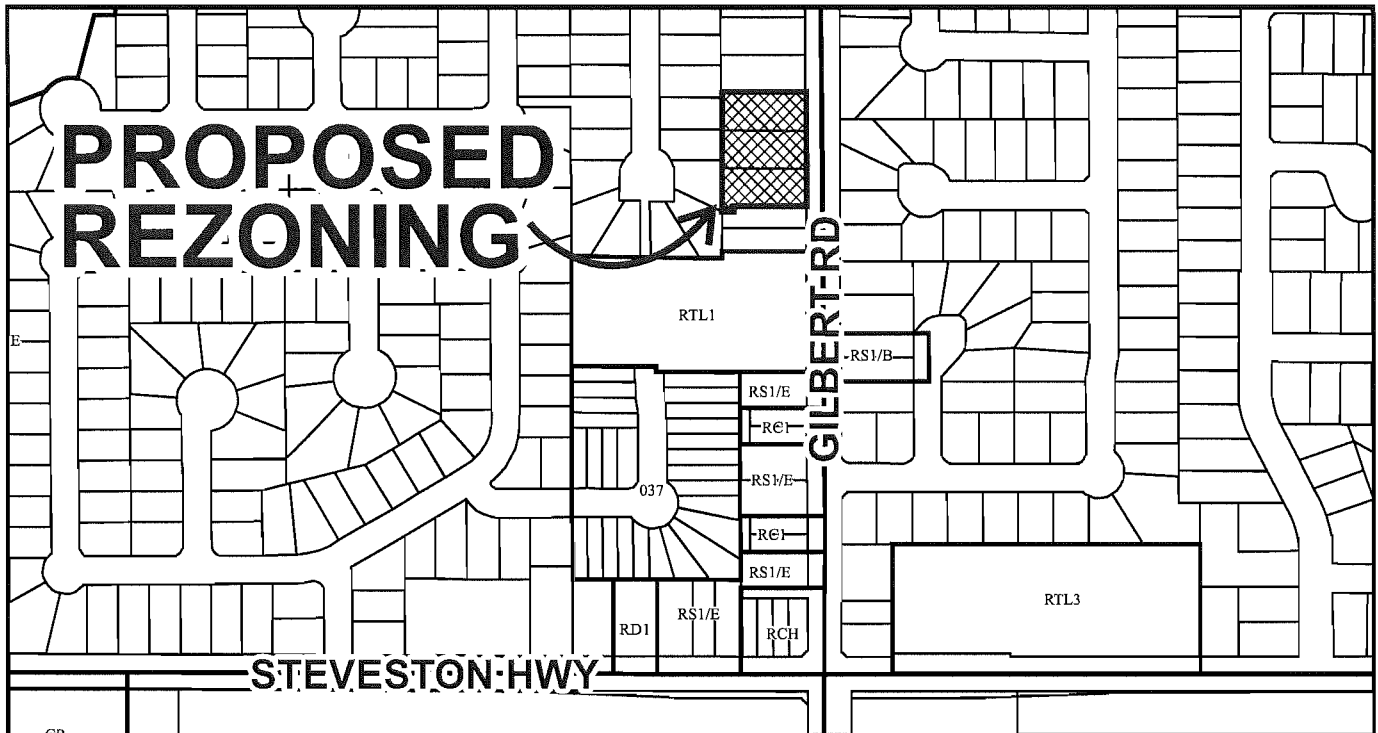 PROPOSED
REZONING
GILBERT RD
RTL1
RS1/B
E
RS1/E
RC1
037
RS1/E
RC1
RS1/E
RTL3
RD1
RS1/E
RCH
STEVESTON HWY